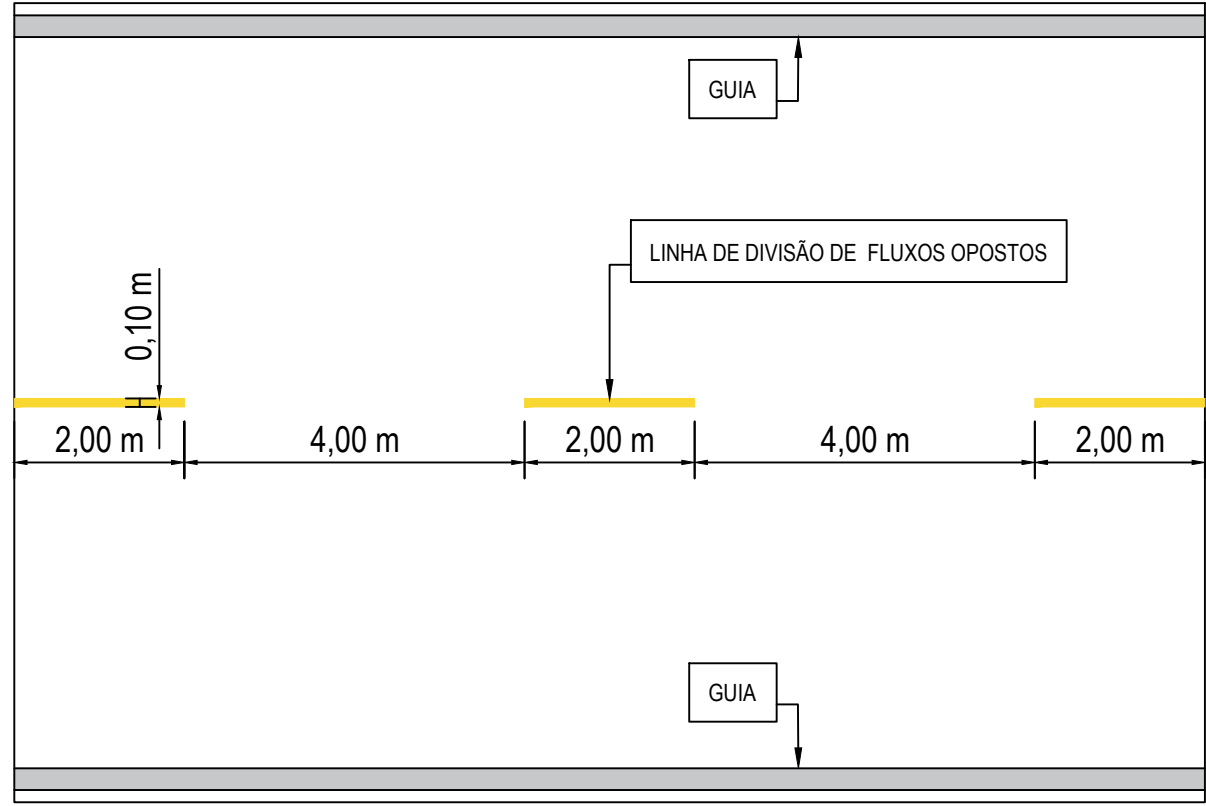 GUIA
LINHA DE DIVISÃO DE FLUXOS OPOSTOS
0,10 m
2,00 m
4,00 m
2,00 m
4,00 m
2,00 m
GUIA